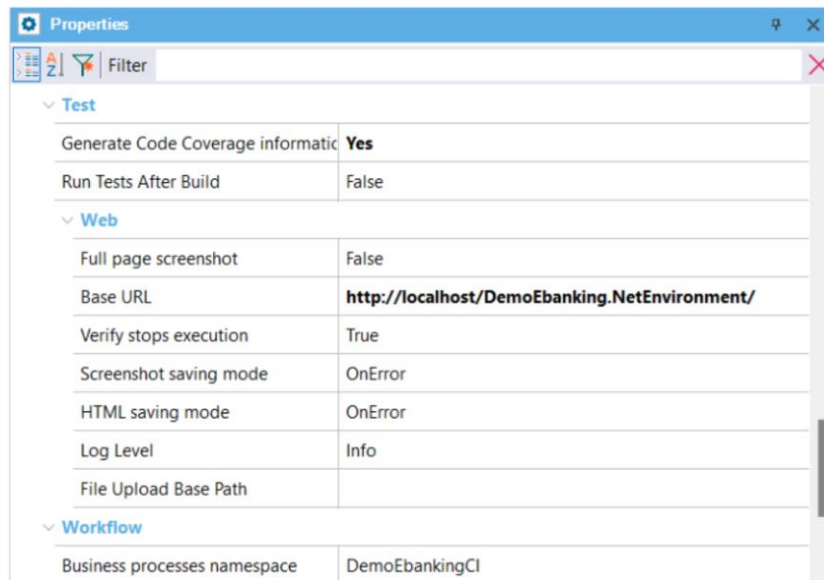 Properties
Filter
Test
Generate Code Coverage informatic Yes
Run Tests After Build False
Web
Full page screenshot False
Base URL http://localhost/DemoEbanking.NetEnvironment/
Verify stops execution True
Screenshot saving mode OnError
HTML saving mode OnError
Log Level Info
File Upload Base Path
Workflow
Business processes namespace DemoEbankingCI